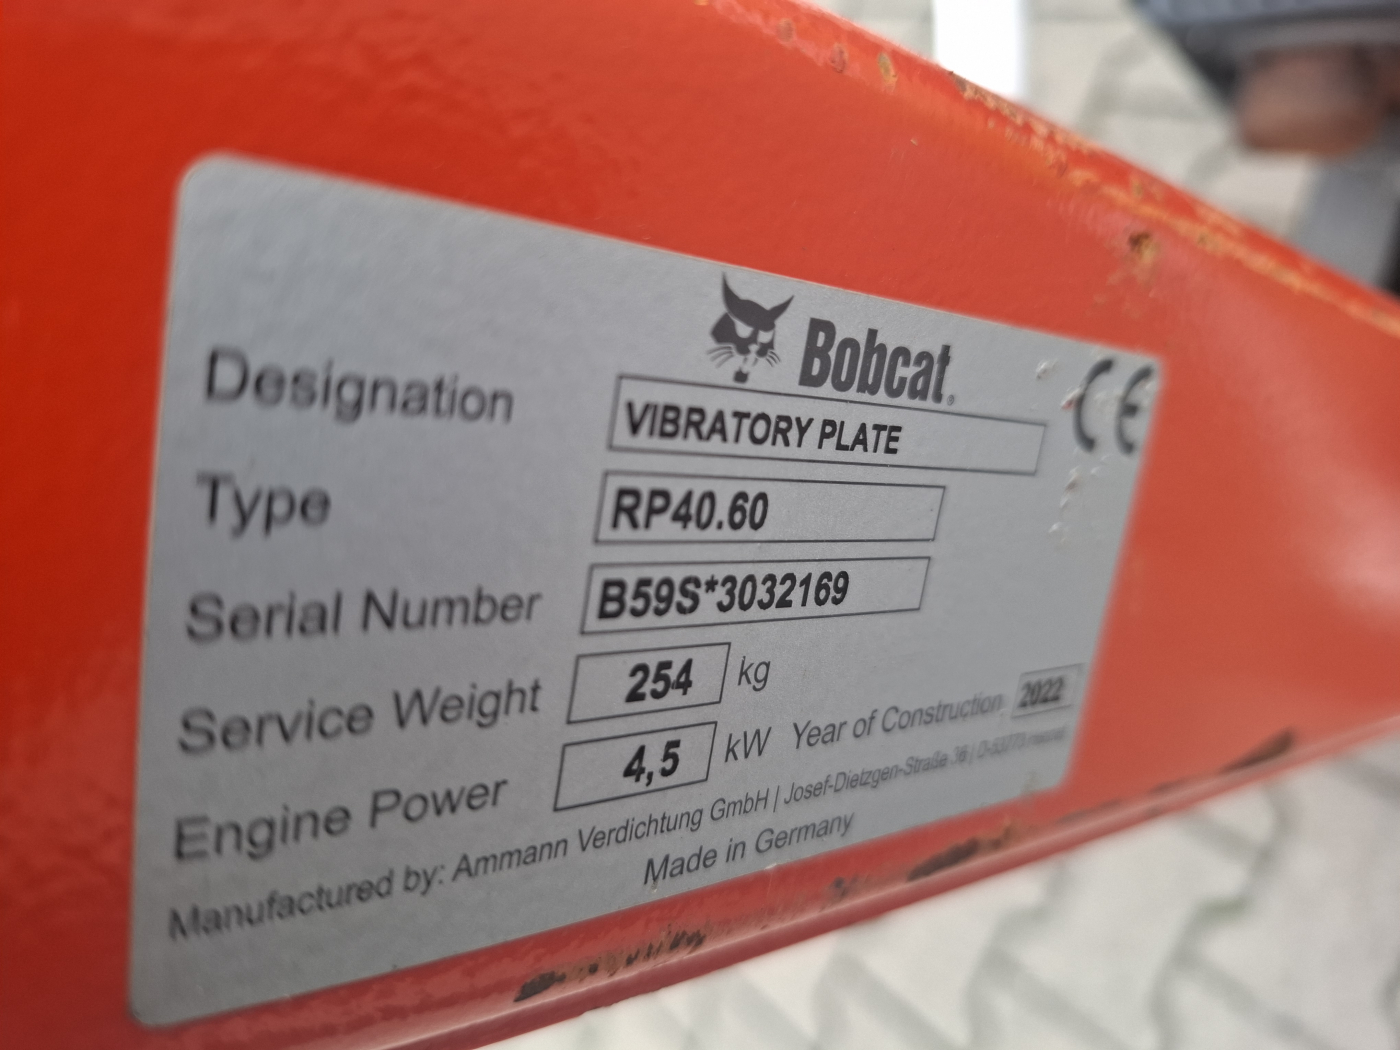 Bobcat®
CE
Designation VIBRATORY PLATE
Type RP40.60
Serial Number B59S*3032169
Service Weight 254 kg
Engine Power 4,5 kW Year of Construction 2022
Manufactured by: Ammann Verdichtung GmbH | Josef-Dietzgen-Straße 36 | D-53773
Made in Germany